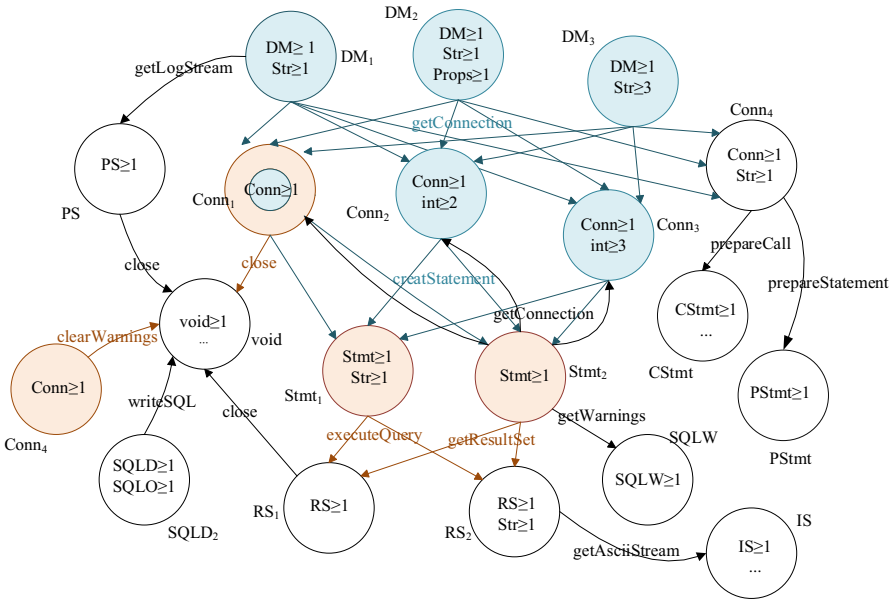 DM₂
DM≥ 1
Str≥1
DM₁
DM≥1
Str≥1
Props≥1
DM₃
DM≥1
Str≥3
getLogStream
getConnection
Conn₄
PS≥1
PS
Conn≥1
Conn₁
Conn≥1
int≥2
Conn₂
Conn≥1
int≥3
Conn₃
Conn≥1
Str≥1
prepareCall
prepareStatement
close
close
creatStatement
getConnection
void≥1
...
void
clearWarnings
CStmt≥1
...
CStmt
Conn≥1
Conn₄
Stmt≥1
Str≥1
Stmt₁
Stmt≥1
Stmt₂
PStmt≥1
PStmt
writeSQL
close
executeQuery
getResultSet
getWarnings
SQLW
SQLD≥1
SQLO≥1
SQLD₂
RS≥1
RS₁
RS≥1
Str≥1
RS₂
SQLW≥1
getAsciiStream
IS
IS≥1
...